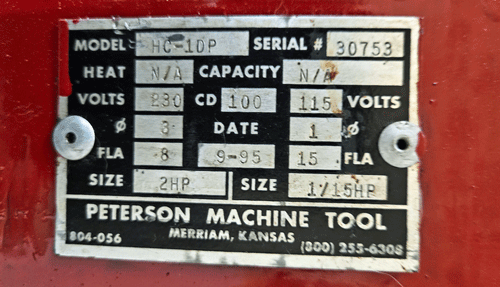 MODEL HC-1DP SERIAL # 30753
HEAT N/A CAPACITY N/A
VOLTS 230 CD 100 115 VOLTS
ø 3 DATE 1 ø
FLA 8 9-95 15 FLA
SIZE 2HP SIZE 1/15HP
PETERSON MACHINE TOOL
MERRIAM, KANSAS
804-056 (800) 255-6308